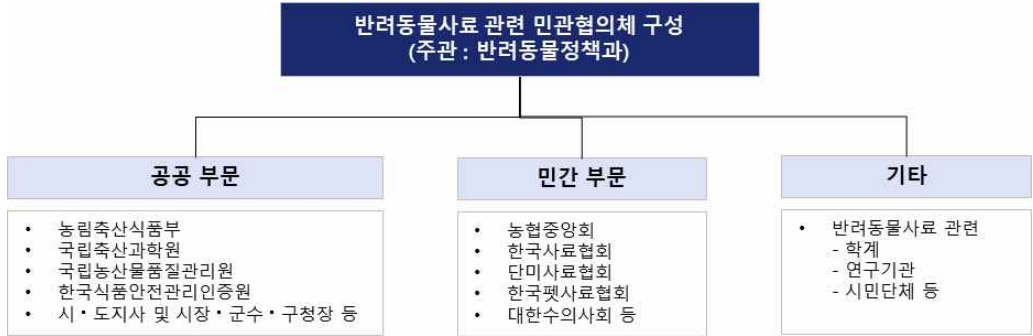 반려동물사료 관련 민관협의체 구성
(주관 : 반려동물정책과)
공공 부문
• 농림축산식품부
• 국립축산과학원
• 국립농산물품질관리원
• 한국식품안전관리인증원
• 시·도지사 및 시장·군수·구청장 등
민간 부문
• 농협중앙회
• 한국사료협회
• 단미사료협회
• 한국펫사료협회
• 대한수의사회 등
기타
• 반려동물사료 관련
- 학계
- 연구기관
- 시민단체 등